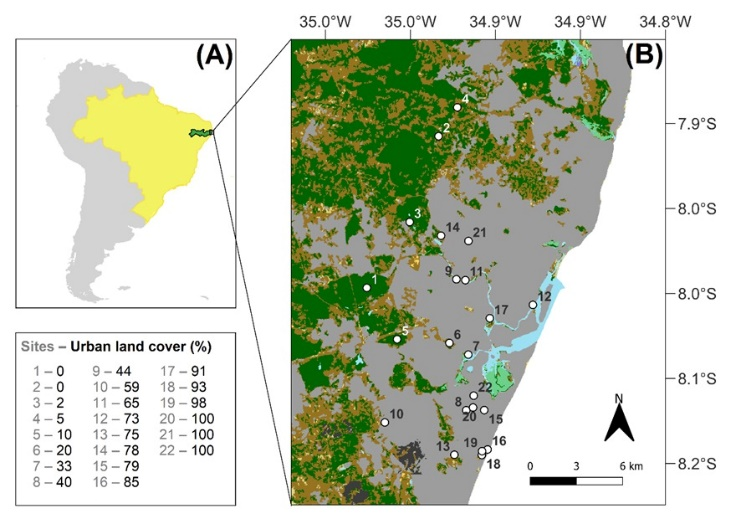 35.0°W 35.0°W 34.9°W 34.9°W 34.8°W
(A)
(B)
4
2
7.9°S
3
14 21
8.0°S
9 11
1
12
8.0°S
17
5
6
7
8.1°S
22
8
20 15
10
19 16
13
18
8.2°S
N
0 3 6 km
Sites – Urban land cover (%)
1 – 0 9 – 44 17 – 91
2 – 0 10 – 59 18 – 93
3 – 2 11 – 65 19 – 98
4 – 5 12 – 73 20 – 100
5 – 10 13 – 75 21 – 100
6 – 20 14 – 78 22 – 100
7 – 33 15 – 79
8 – 40 16 – 85